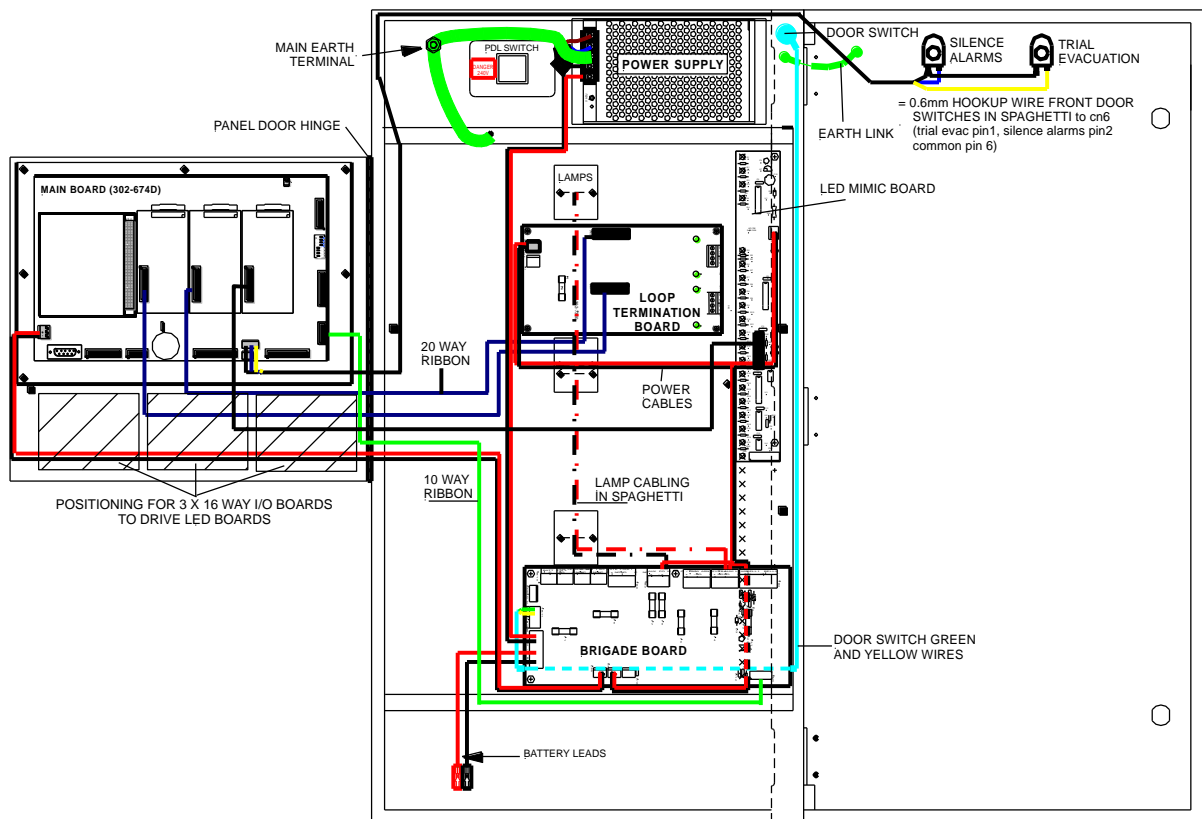 MAIN EARTH
TERMINAL
PDL SWITCH
DANGER
240V
POWER SUPPLY
DOOR SWITCH
SILENCE
ALARMS
TRIAL
EVACUATION
= 0.6mm HOOKUP WIRE FRONT DOOR
SWITCHES IN SPAGHETTI to cn6
(trial evac pin1, silence alarms pin2
common pin 6)
EARTH LINK
PANEL DOOR HINGE
MAIN BOARD (302-674D)
LAMPS
LED MIMIC BOARD
LOOP
TERMINATION
BOARD
20 WAY
RIBBON
POWER
CABLES
POSITIONING FOR 3 X 16 WAY I/O BOARDS
TO DRIVE LED BOARDS
10 WAY
RIBBON
LAMP CABLING
IN SPAGHETTI
BRIGADE BOARD
DOOR SWITCH GREEN
AND YELLOW WIRES
BATTERY LEADS